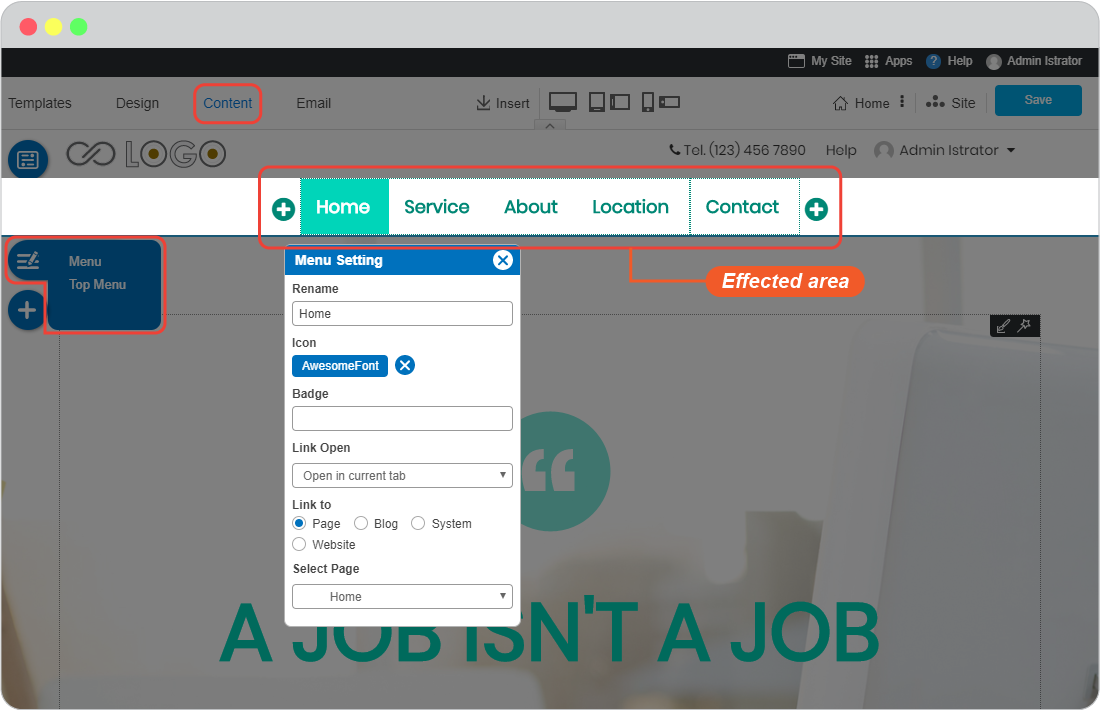 My Site Apps ? Help Admin Istrator
Templates Design Content Email Insert Home Site Save
LOGO Tel. (123) 456 7890 Help Admin Istrator
Home Service About Location Contact
Menu
Top Menu
Effected area
Menu Setting
Rename
Home
Icon
AwesomeFont
Badge
Link Open
Open in current tab
Link to
Page Blog System
Website
Select Page
Home
A JOB ISN'T A JOB